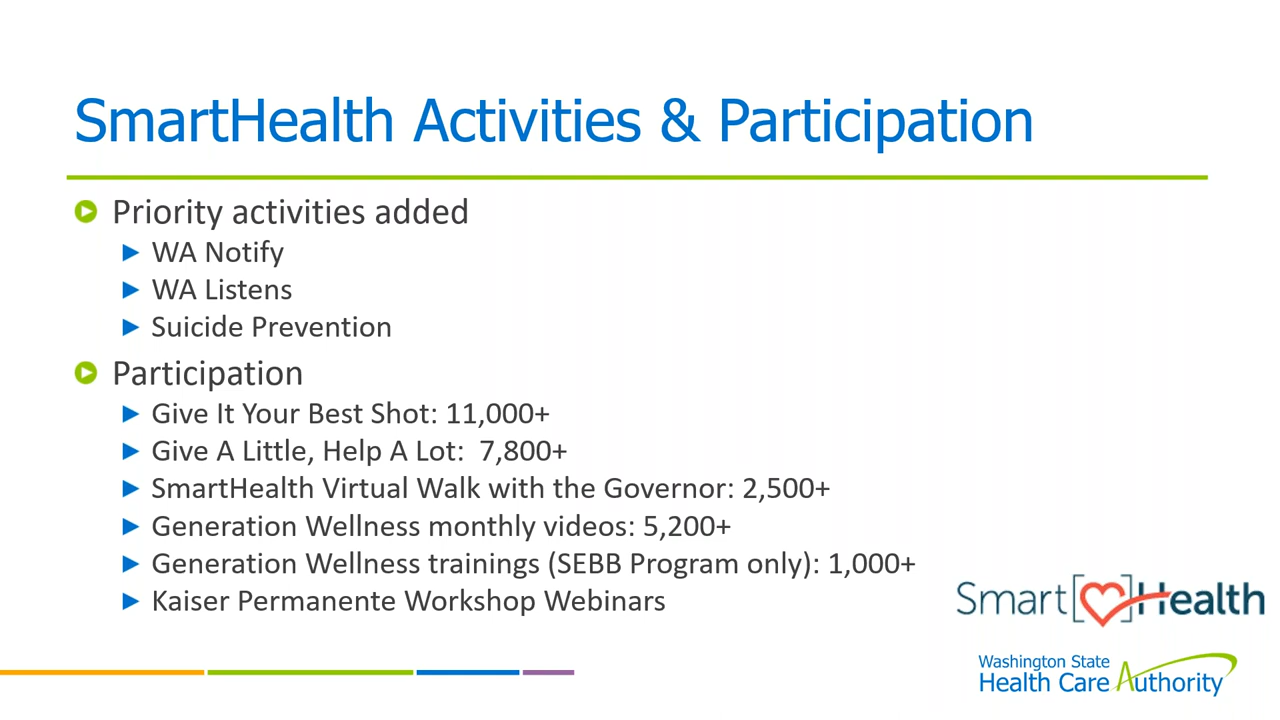 SmartHealth Activities & Participation
Priority activities added
WA Notify
WA Listens
Suicide Prevention
Participation
Give It Your Best Shot: 11,000+
Give A Little, Help A Lot:  7,800+
SmartHealth Virtual Walk with the Governor: 2,500+
Generation Wellness monthly videos: 5,200+
Generation Wellness trainings (SEBB Program only): 1,000+
Kaiser Permanente Workshop Webinars
Smart Health
Washington State
Health Care Authority